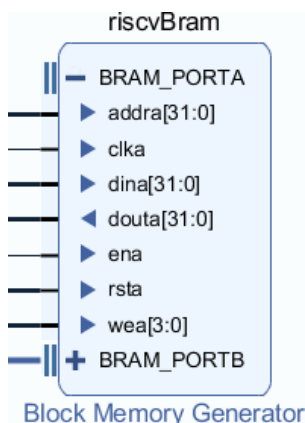 riscvBram
BRAM_PORTA
addra[31:0]
clka
dina[31:0]
douta[31:0]
ena
rsta
wea[3:0]
BRAM_PORTB
Block Memory Generator